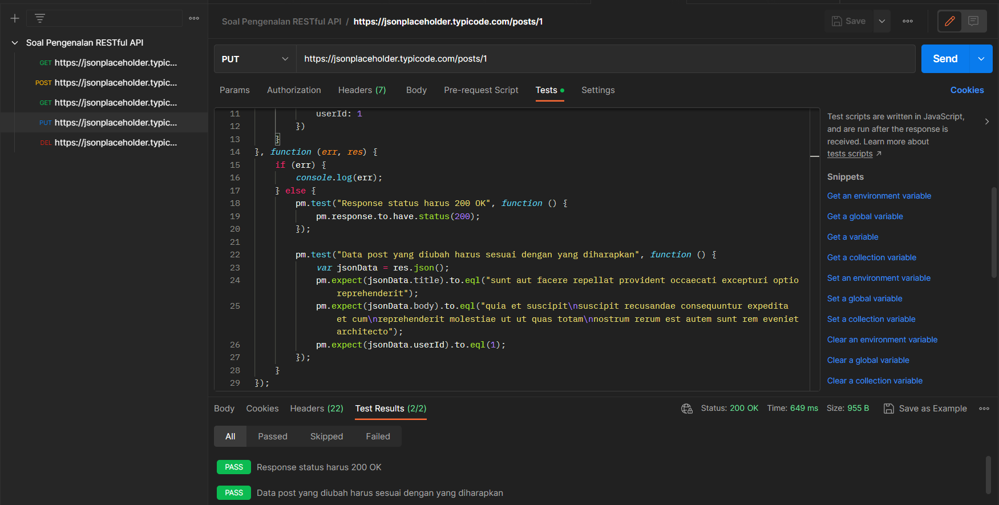 Soal Pengenalan RESTful API / https://jsonplaceholder.typicode.com/posts/1
Save
Soal Pengenalan RESTful API
GET https://jsonplaceholder.typic...
POST https://jsonplaceholder.typic...
GET https://jsonplaceholder.typic...
PUT https://jsonplaceholder.typic...
DEL https://jsonplaceholder.typic...
PUT https://jsonplaceholder.typicode.com/posts/1 Send
Params Authorization Headers (7) Body Pre-request Script Tests Settings Cookies
11 userId: 1
12 })
13 }
14 }, function (err, res) {
15 if (err) {
16 console.log(err);
17 } else {
18 pm.test("Response status harus 200 OK", function () {
19 pm.response.to.have.status(200);
20 });
21
22 pm.test("Data post yang diubah harus sesuai dengan yang diharapkan", function () {
23 var jsonData = res.json();
24 pm.expect(jsonData.title).to.eql("sunt aut facere repellat provident occaecati excepturi optio
reprehenderit");
25 pm.expect(jsonData.body).to.eql("quia et suscipit\nsuscipit recusandae consequuntur expedita
et cum\nreprehenderit molestiae ut ut quas totam\nnostrum rerum est autem sunt rem eveniet
architecto");
26 pm.expect(jsonData.userId).to.eql(1);
27 });
28 }
29 });
Test scripts are written in JavaScript,
and are run after the response is
received. Learn more about
tests scripts ↗
Snippets
Get an environment variable
Get a global variable
Get a variable
Get a collection variable
Set an environment variable
Set a global variable
Set a collection variable
Clear an environment variable
Clear a global variable
Clear a collection variable
Body Cookies Headers (22) Test Results (2/2) Status: 200 OK Time: 649 ms Size: 955 B Save as Example
All Passed Skipped Failed
PASS Response status harus 200 OK
PASS Data post yang diubah harus sesuai dengan yang diharapkan